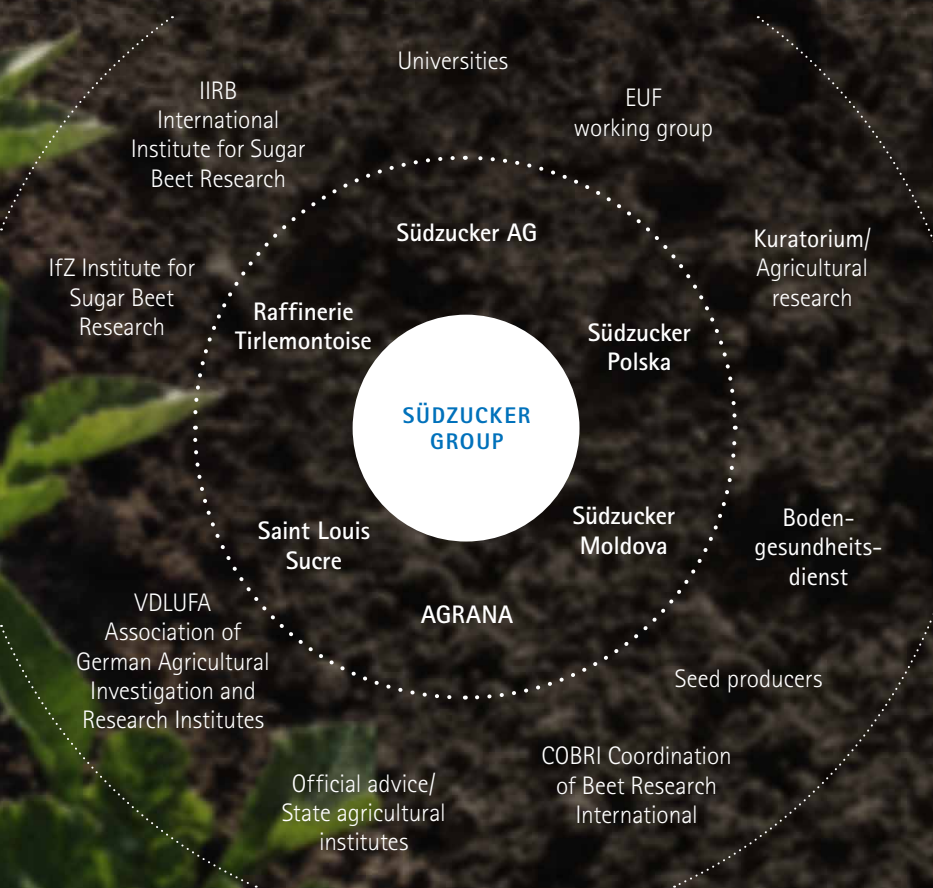 Universities
IIRB
International
Institute for Sugar
Beet Research
EUF
working group
Südzucker AG
Kuratorium/
Agricultural
research
IfZ Institute for
Sugar Beet
Research
Raffinerie
Tirlemontoise
Südzucker
Polska
SÜDZUCKER
GROUP
Saint Louis
Sucre
Südzucker
Moldova
Boden-
gesundheits-
dienst
AGRANA
VDLUFA
Association of
German Agricultural
Investigation and
Research Institutes
Seed producers
COBRI Coordination
of Beet Research
International
Official advice/
State agricultural
institutes